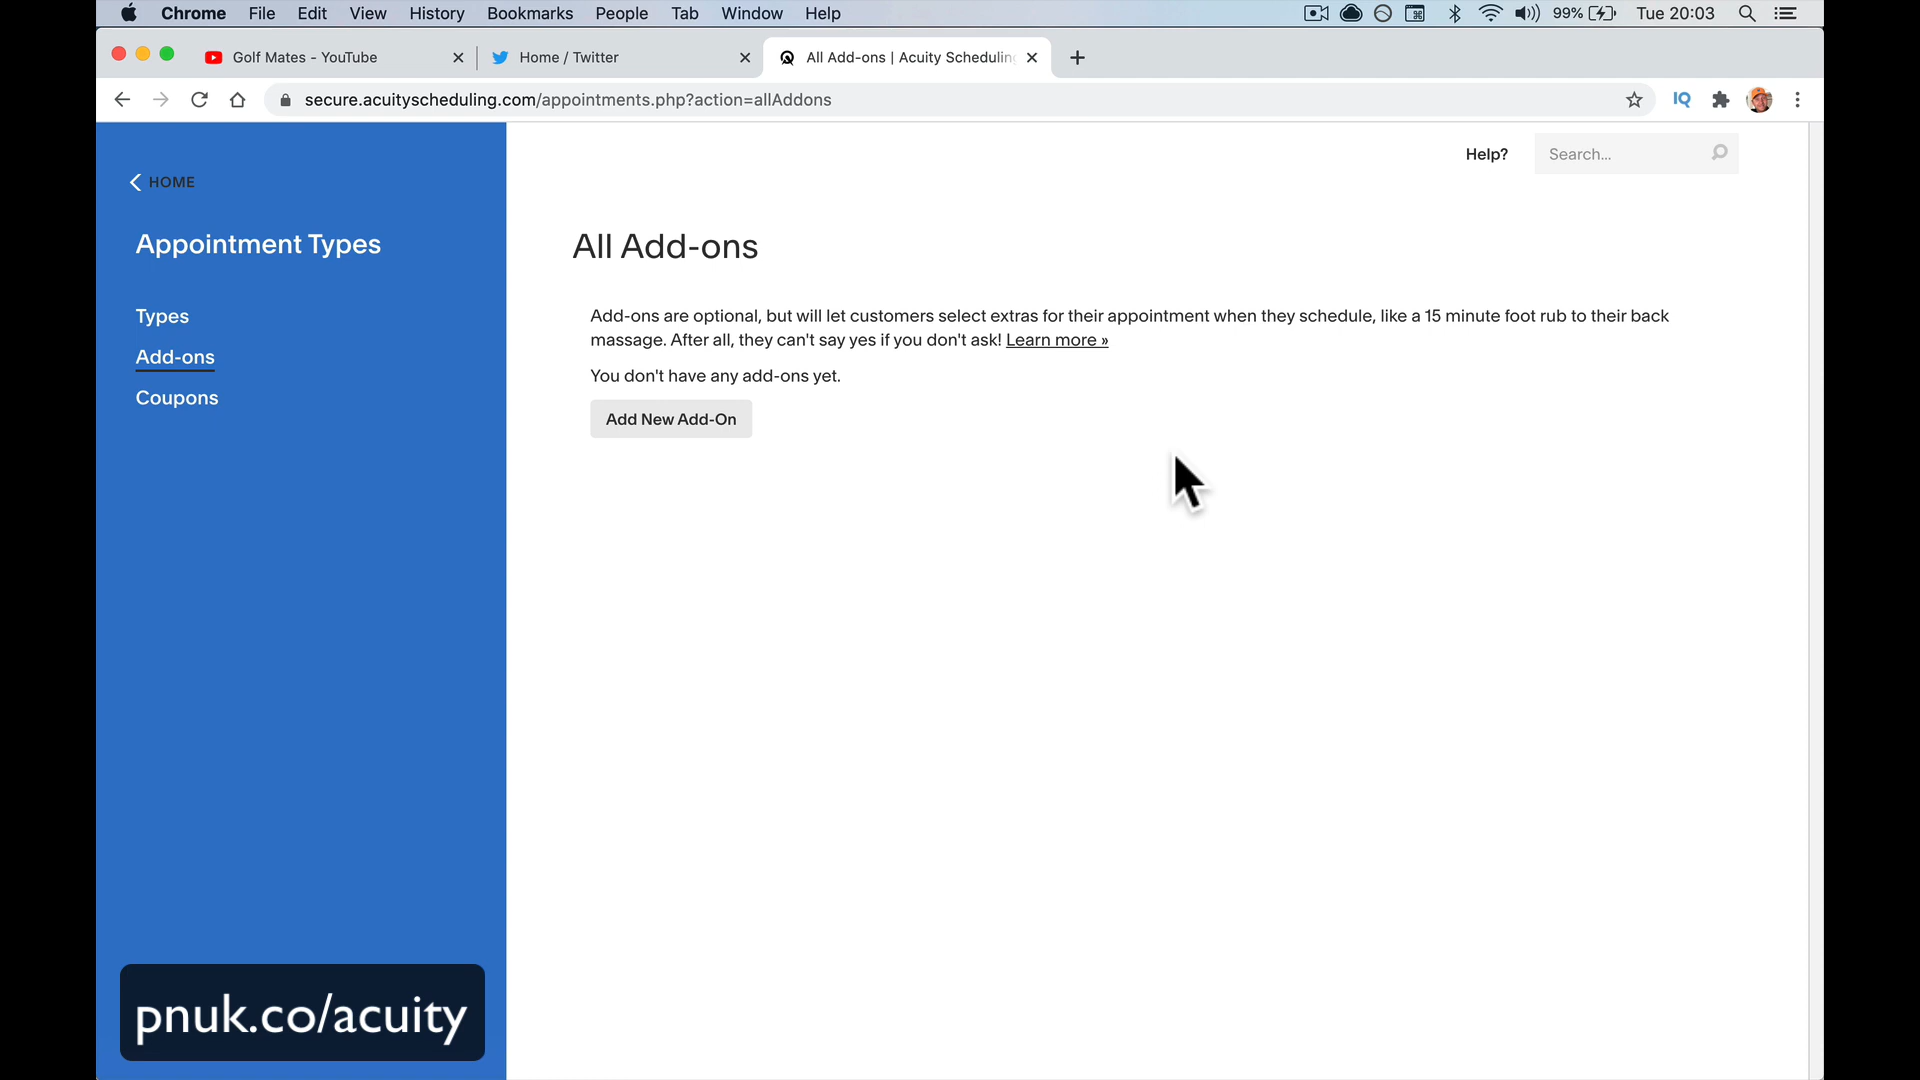 Chrome File Edit View History Bookmarks People Tab Window Help 99% Tue 20:03
Golf Mates - YouTube Home / Twitter All Add-ons | Acuity Scheduling
secure.acuityscheduling.com/appointments.php?action=allAddons IQ
Help? Search...
HOME
Appointment Types
Types
Add-ons
Coupons
All Add-ons
Add-ons are optional, but will let customers select extras for their appointment when they schedule, like a 15 minute foot rub to their back
massage. After all, they can't say yes if you don't ask! Learn more »
You don't have any add-ons yet.
Add New Add-On
pnuk.co/acuity